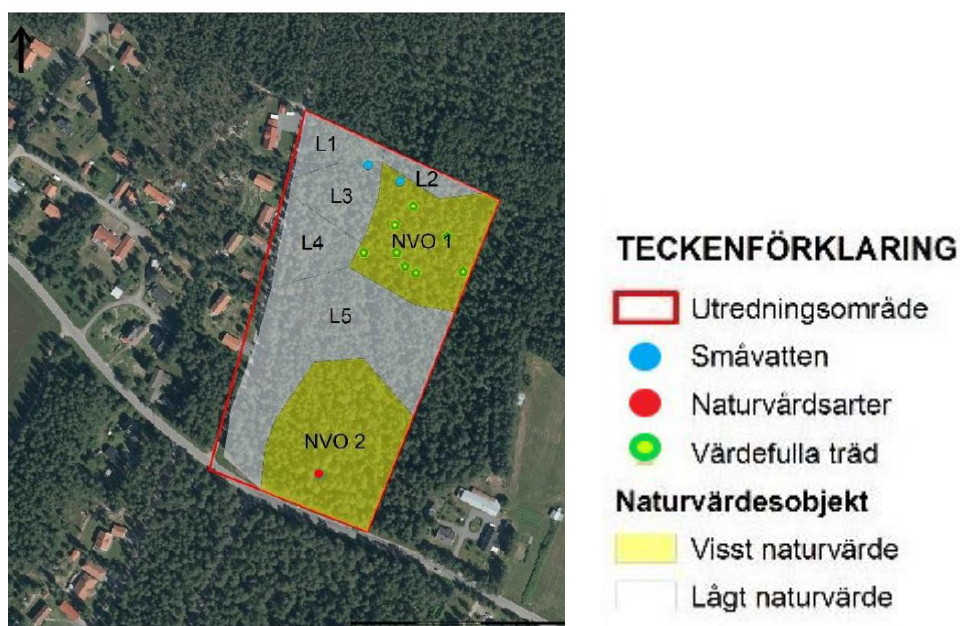 L1
L2
L3
NVO 1
L4
L5
NVO 2
TECKENFÖRKLARING
Utredningsområde
Småvatten
Naturvårdsarter
Värdefulla träd
Naturvärdesobjekt
Visst naturvärde
Lågt naturvärde